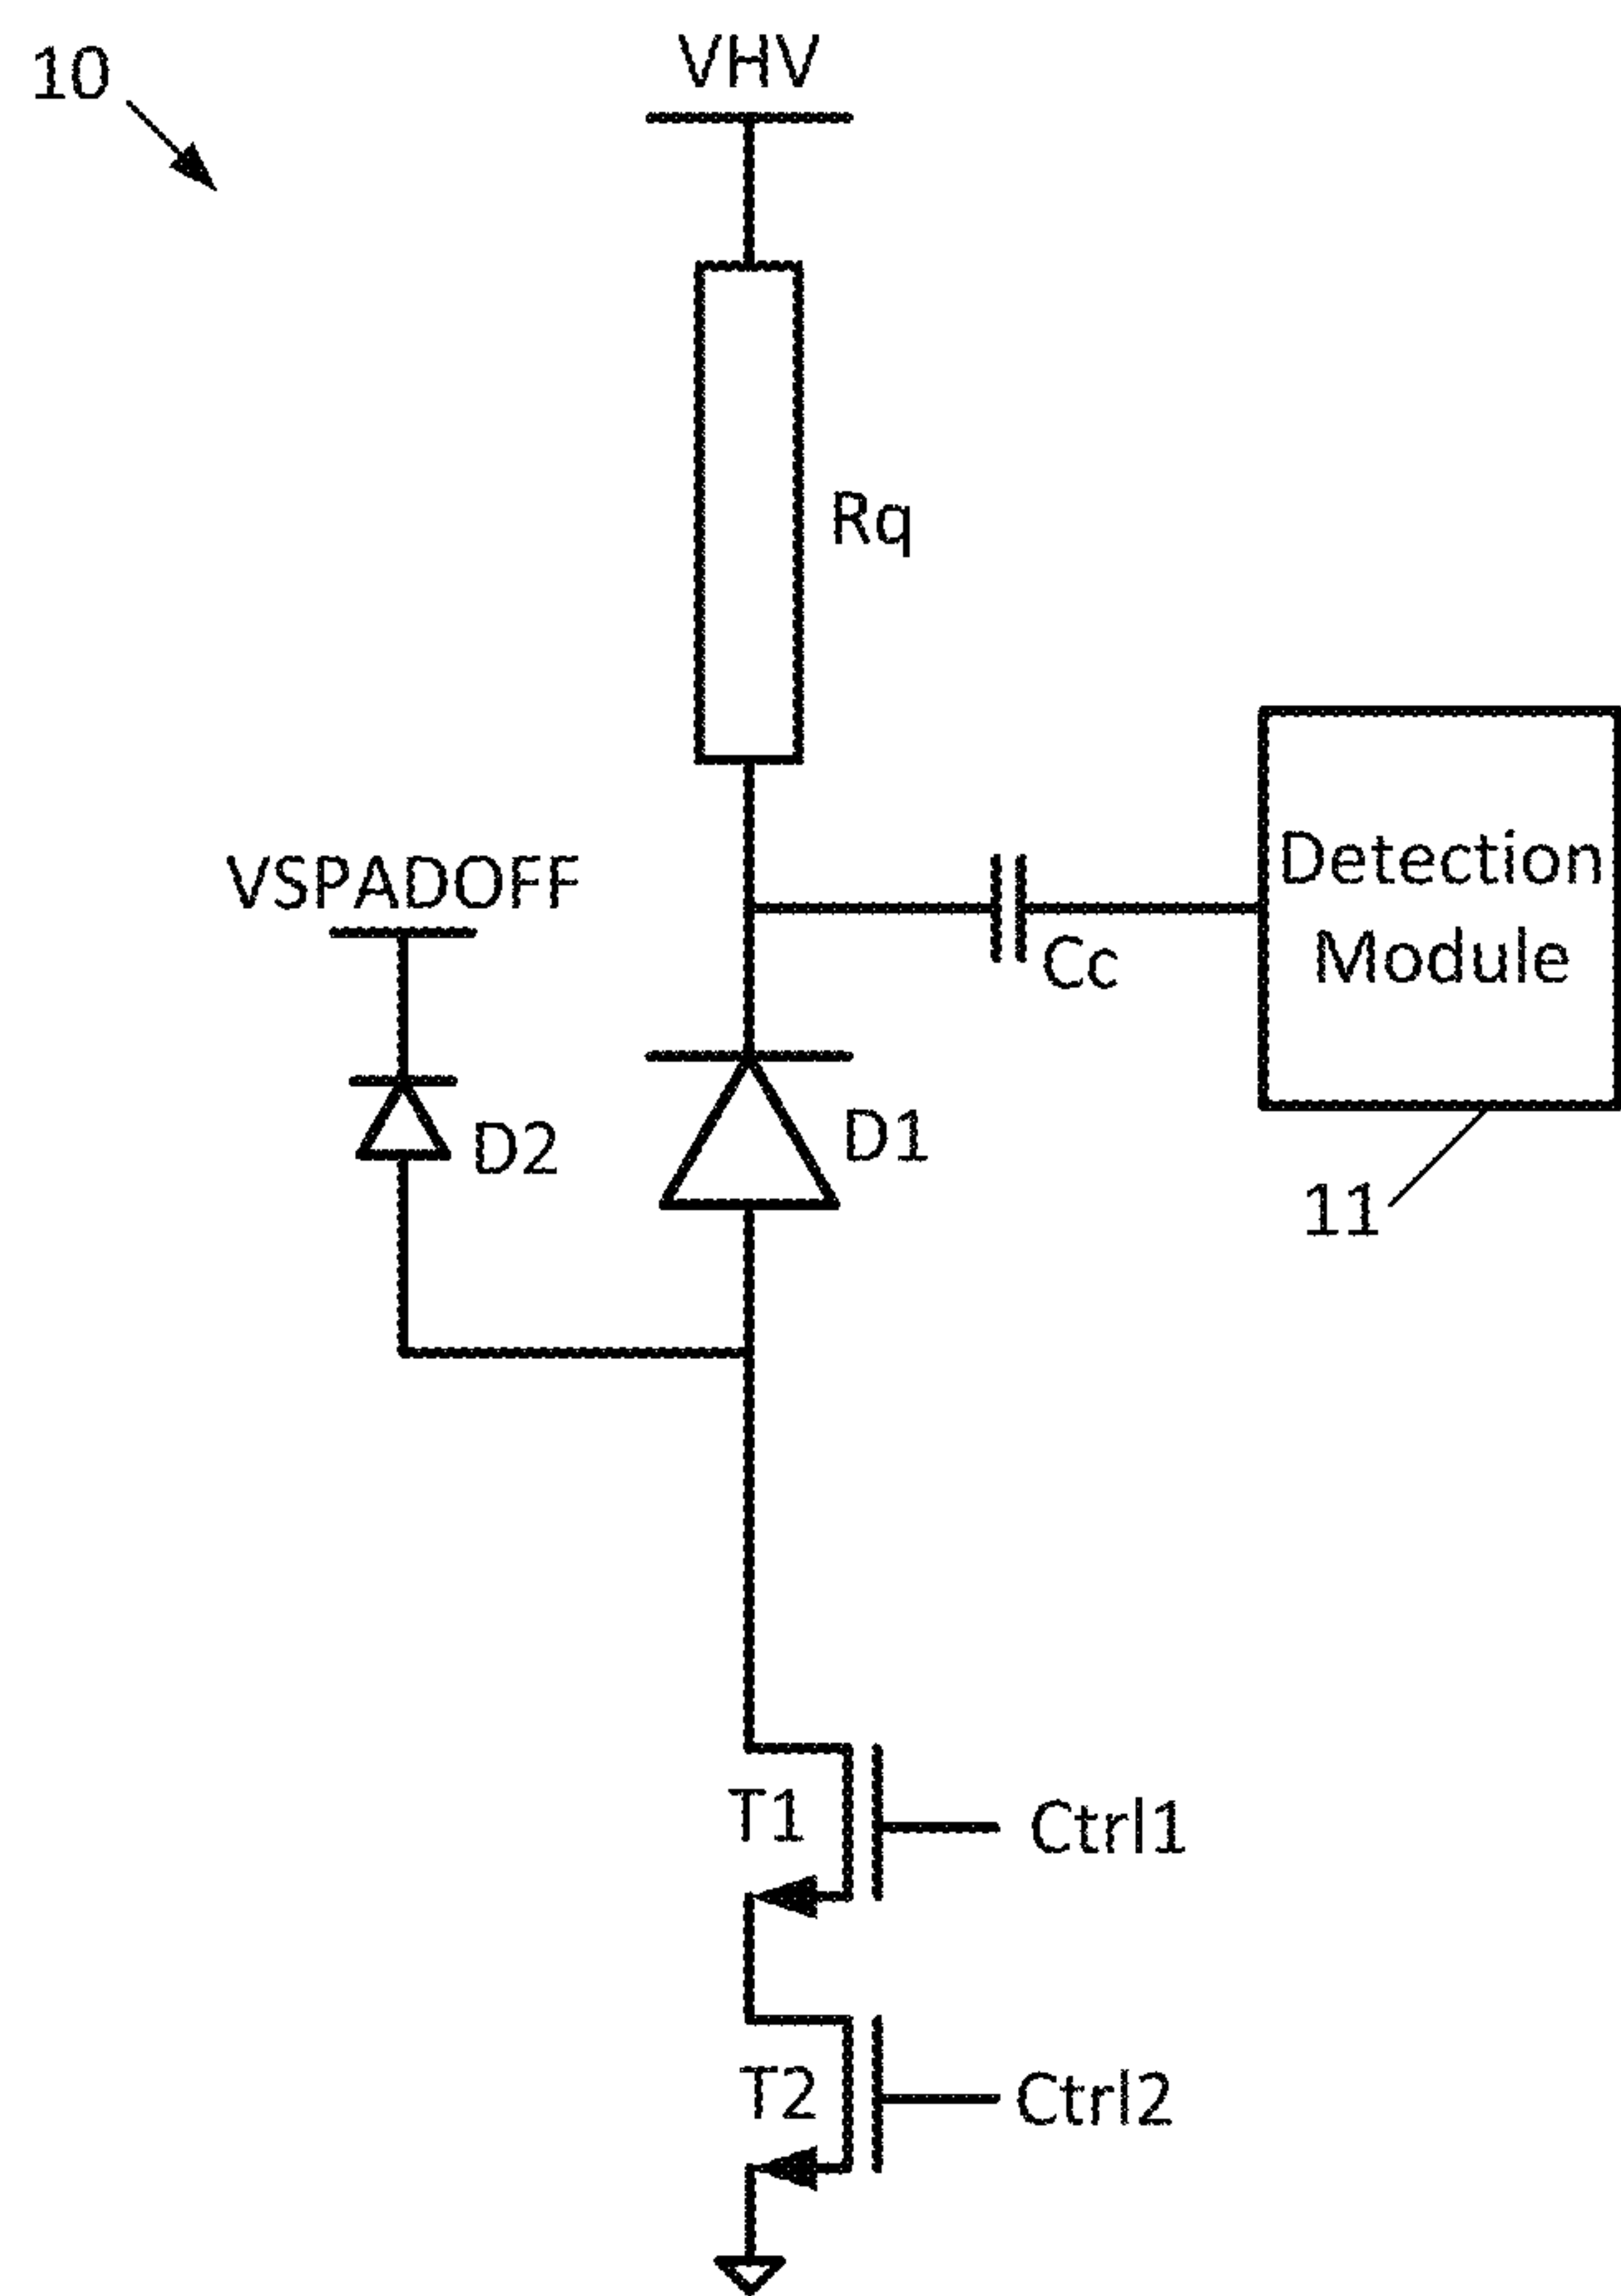 10
VHV
Rq
VSPADOFF
Detection
Module
Cc
D2
D1
11
T1
Ctrl1
T2
Ctrl2